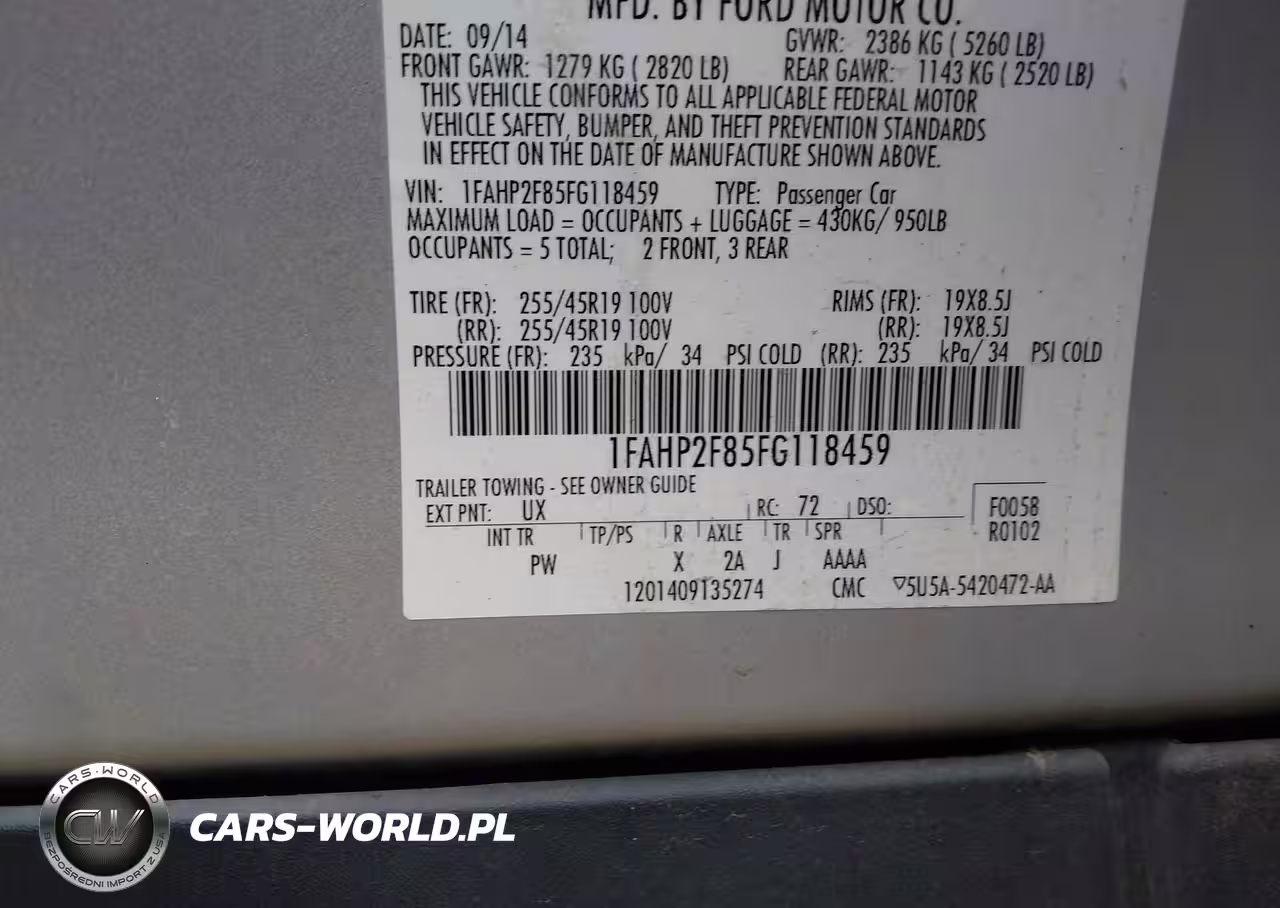 MFD. BY FORD MOTOR CO.
DATE: 09/14 GVWR: 2386 KG ( 5260 LB)
FRONT GAWR: 1279 KG ( 2820 LB) REAR GAWR: 1143 KG ( 2520 LB)
THIS VEHICLE CONFORMS TO ALL APPLICABLE FEDERAL MOTOR
VEHICLE SAFETY, BUMPER, AND THEFT PREVENTION STANDARDS
IN EFFECT ON THE DATE OF MANUFACTURE SHOWN ABOVE.
VIN: 1FAHP2F85FG118459 TYPE: Passenger Car
MAXIMUM LOAD = OCCUPANTS + LUGGAGE = 430KG/ 950LB
OCCUPANTS = 5 TOTAL; 2 FRONT, 3 REAR
TIRE (FR): 255/45R19 100V RIMS (FR): 19X8.5J
(RR): 255/45R19 100V (RR): 19X8.5J
PRESSURE (FR): 235 kPa/ 34 PSI COLD (RR): 235 kPa/ 34 PSI COLD
1FAHP2F85FG118459
TRAILER TOWING - SEE OWNER GUIDE
EXT PNT: UX RC: 72 DSO: F0058
INT TR TP/PS R AXLE TR SPR R0102
PW X 2A J AAAA
1201409135274 CMC ▽5U5A-5420472-AA
CARS-WORLD
CW
BEZPOŚREDNI IMPORT Z USA
CARS-WORLD.PL